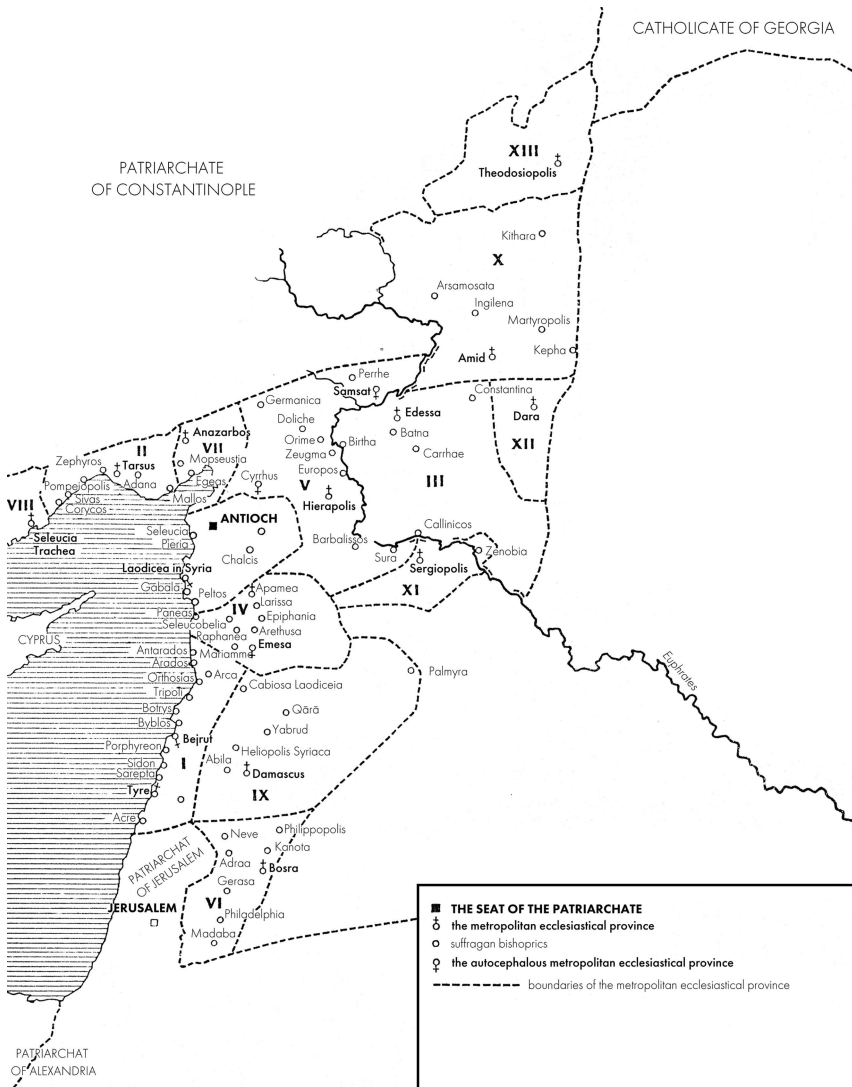 CATHOLICATE OF GEORGIA
PATRIARCHATE
OF CONSTANTINOPLE
XIII
Theodosiopolis
Kithara
X
Arsamosata
Ingilena
Martyropolis
Amid
Kepha
Perrhe
Samsat
Germanica
Constantina
Edessa
Dara
Doliche
Batna
Orime
Birtha
XII
Zeugma
Carrhae
Europos
III
II
Anazarbos
VII
Zephyros
Tarsus
Mopseustia
Pompejopolis
Adana
Egeas
Cyrrhus
V
Mallos
Hierapolis
VIII
Sivas
Corycos
Seleucia
Trachea
ANTIOCH
Seleucia
Pieria
Chalcis
Barbalissos
Callinicos
Sura
Zenobia
Sergiopolis
XI
Laodicea in Syria
Gabala
Peltos
Apamea
Larissa
IV
Paneas
Seleucobelia
Epiphania
Raphanea
Arethusa
CYPRUS
Antarados
Mariamme
Emesa
Arados
Orthosias
Arca
Palmyra
Euphrates
Tripoli
Cabiosa Laodiceia
Botrys
Qārā
Byblos
Yabrud
Bejrut
Porphyreon
Heliopolis Syriaca
Sidon
I
Abila
Damascus
Sarepta
Tyre
IX
Acre
Neve
Philippopolis
PATRIARCHAT
OF JERUSALEM
Adraa
Kanota
Bosra
Gerasa
VI
JERUSALEM
Philadelphia
Madaba
THE SEAT OF THE PATRIARCHATE
the metropolitan ecclesiastical province
suffragan bishoprics
the autocephalous metropolitan ecclesiastical province
boundaries of the metropolitan ecclesiastical province
PATRIARCHAT
OF ALEXANDRIA